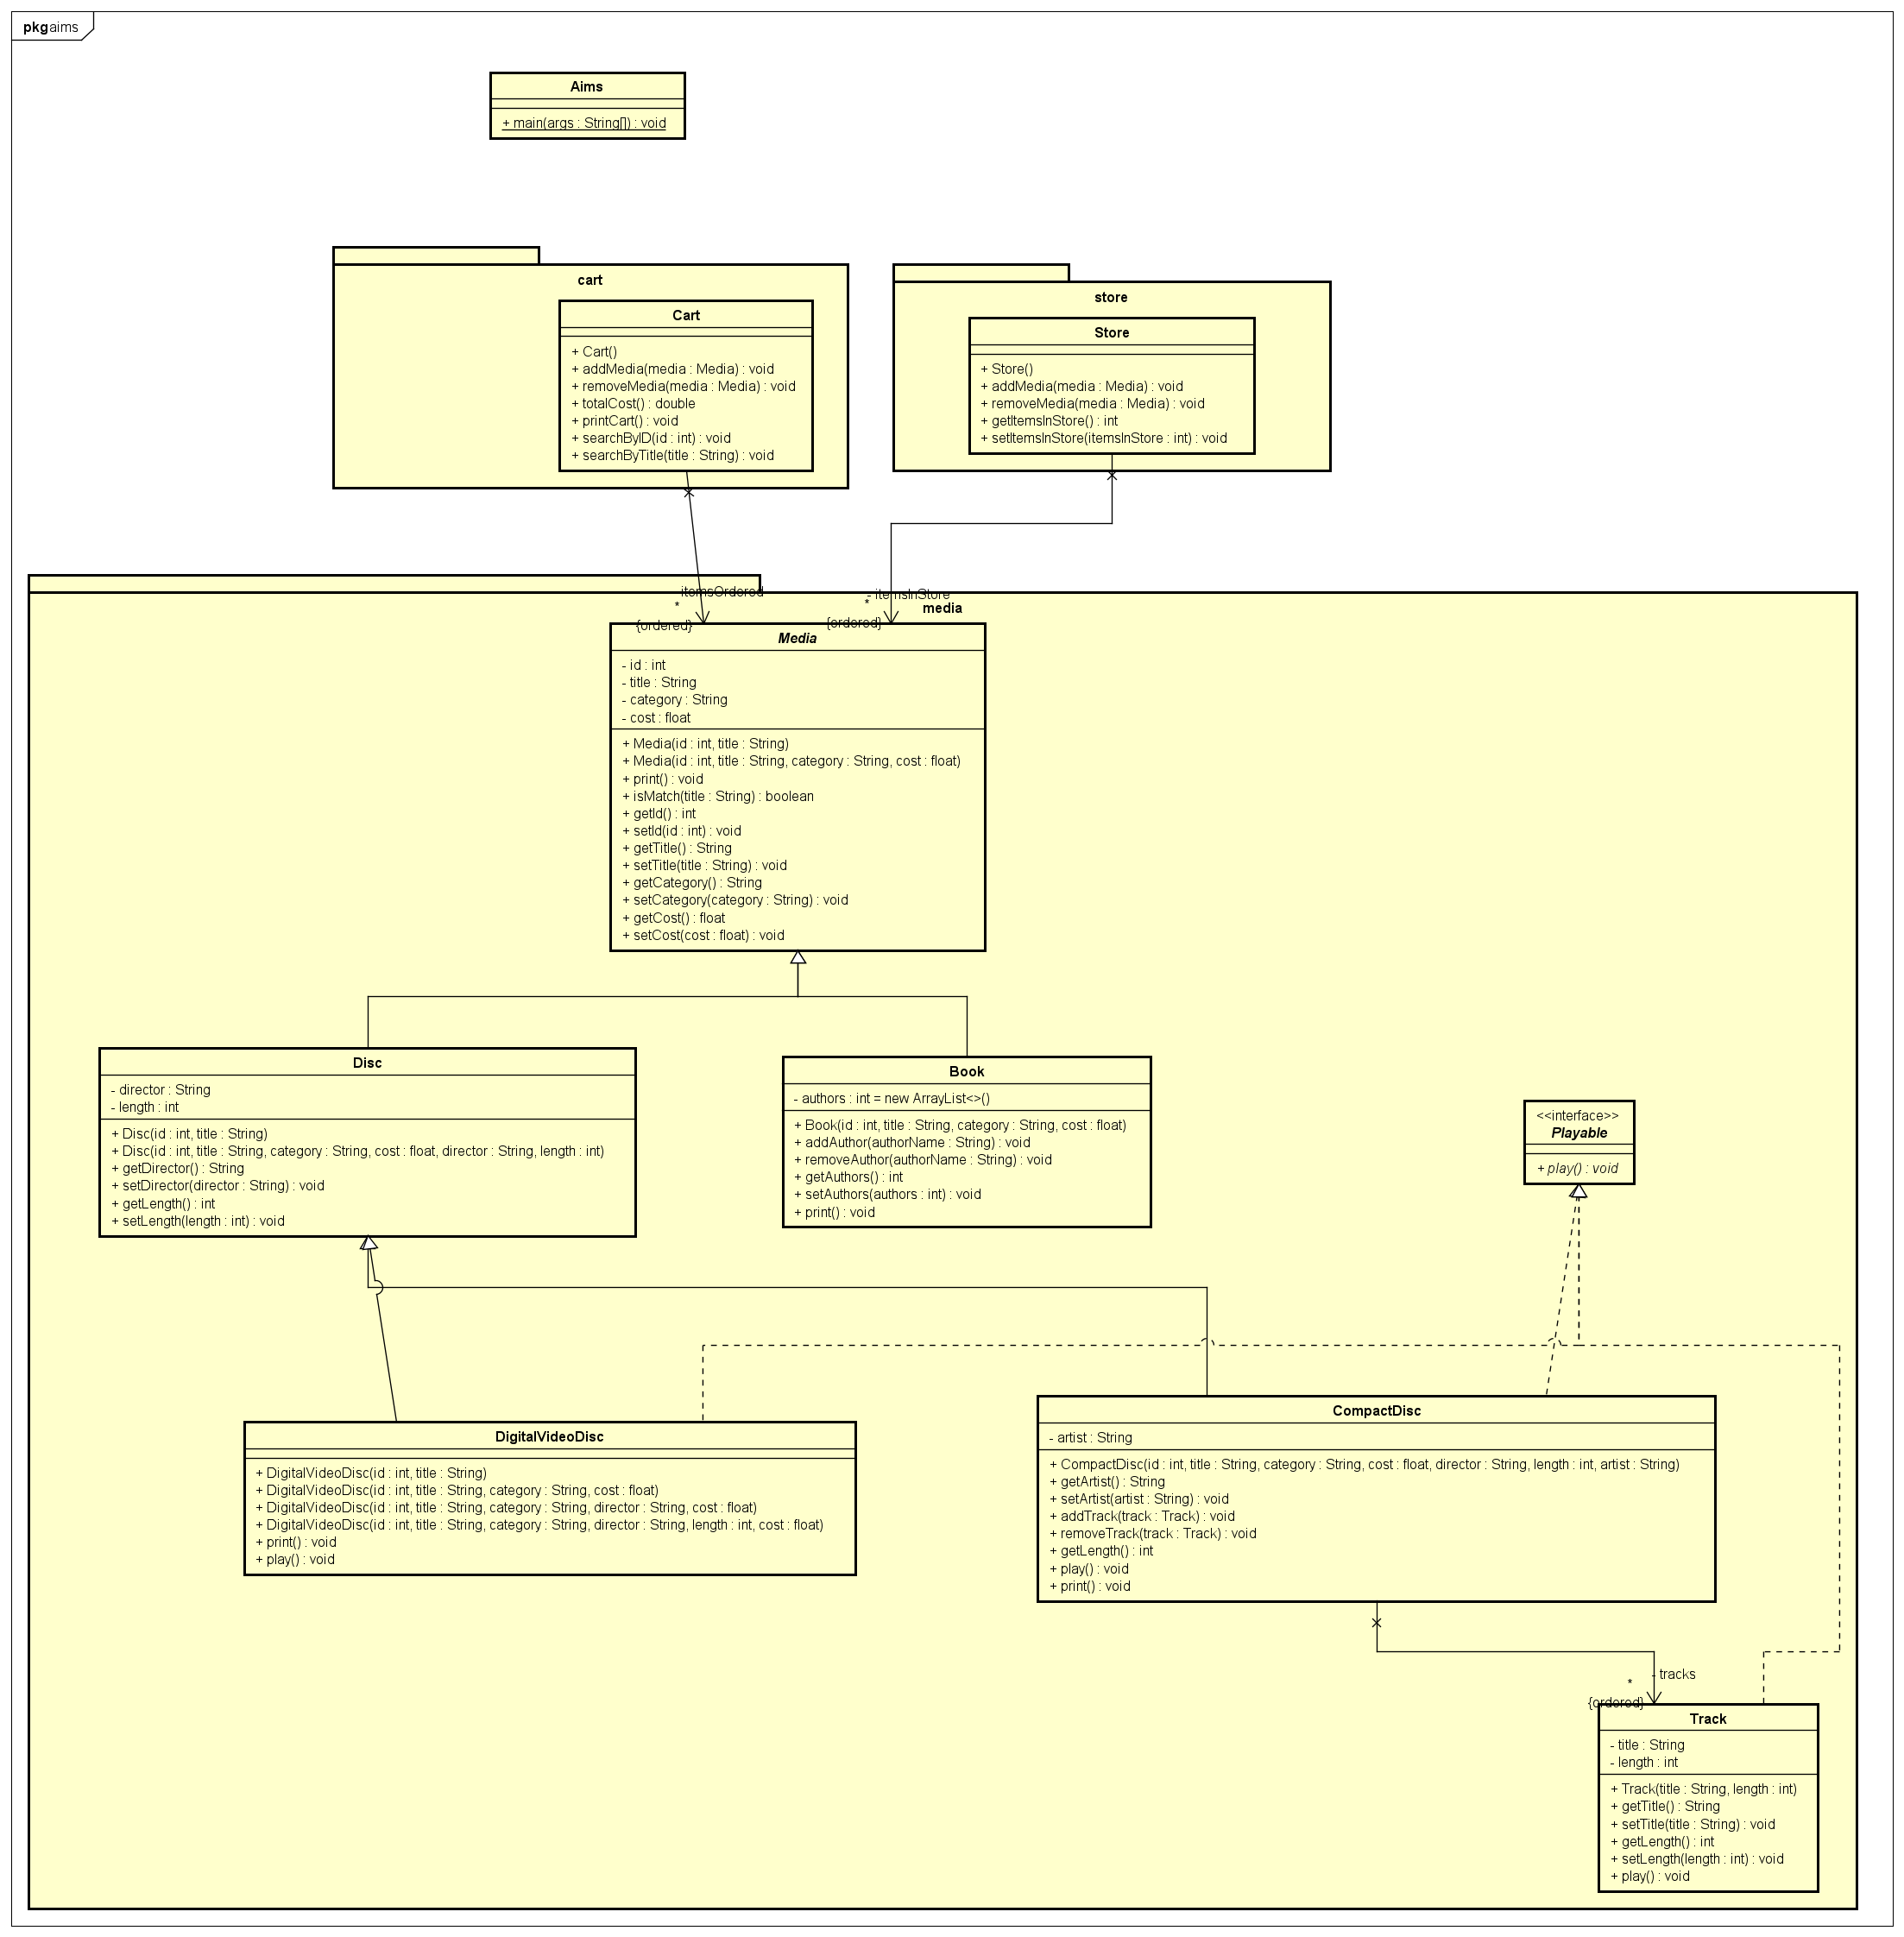 pkg aims
Aims
+ main(args : String[]) : void
cart
Cart
+ Cart()
+ addMedia(media : Media) : void
+ removeMedia(media : Media) : void
+ totalCost() : double
+ printCart() : void
+ searchByID(id : int) : void
+ searchByTitle(title : String) : void
store
Store
+ Store()
+ addMedia(media : Media) : void
+ removeMedia(media : Media) : void
+ getItemsInStore() : int
+ setItemsInStore(itemsInStore : int) : void
- itemsOrdered
*
{ordered}
- itemsInStore
*
{ordered}
media
Media
- id : int
- title : String
- category : String
- cost : float
+ Media(id : int, title : String)
+ Media(id : int, title : String, category : String, cost : float)
+ print() : void
+ isMatch(title : String) : boolean
+ getId() : int
+ setId(id : int) : void
+ getTitle() : String
+ setTitle(title : String) : void
+ getCategory() : String
+ setCategory(category : String) : void
+ getCost() : float
+ setCost(cost : float) : void
Disc
- director : String
- length : int
+ Disc(id : int, title : String)
+ Disc(id : int, title : String, category : String, cost : float, director : String, length : int)
+ getDirector() : String
+ setDirector(director : String) : void
+ getLength() : int
+ setLength(length : int) : void
Book
- authors : int = new ArrayList<>()
+ Book(id : int, title : String, category : String, cost : float)
+ addAuthor(authorName : String) : void
+ removeAuthor(authorName : String) : void
+ getAuthors() : int
+ setAuthors(authors : int) : void
+ print() : void
<<interface>>
Playable
+ play() : void
DigitalVideoDisc
+ DigitalVideoDisc(id : int, title : String)
+ DigitalVideoDisc(id : int, title : String, category : String, cost : float)
+ DigitalVideoDisc(id : int, title : String, category : String, director : String, cost : float)
+ DigitalVideoDisc(id : int, title : String, category : String, director : String, length : int, cost : float)
+ print() : void
+ play() : void
CompactDisc
- artist : String
+ CompactDisc(id : int, title : String, category : String, cost : float, director : String, length : int, artist : String)
+ getArtist() : String
+ setArtist(artist : String) : void
+ addTrack(track : Track) : void
+ removeTrack(track : Track) : void
+ getLength() : int
+ play() : void
+ print() : void
- tracks
*
{ordered}
Track
- title : String
- length : int
+ Track(title : String, length : int)
+ getTitle() : String
+ setTitle(title : String) : void
+ getLength() : int
+ setLength(length : int) : void
+ play() : void